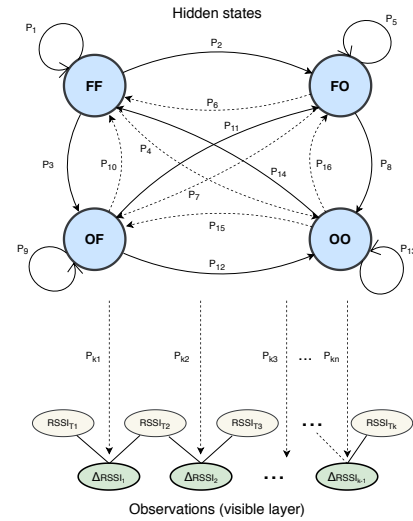 Hidden states
P1
P5
P2
FF
FO
P6
P11
P3
P10
P4
P14
P16
P8
P7
P15
OF
OO
P9
P12
P13
Pk1
Pk2
Pk3
...
Pkn
RSSIT1
RSSIT2
RSSIT3
...
RSSITk
ΔRSSI1
ΔRSSI2
...
ΔRSSIk-1
Observations (visible layer)